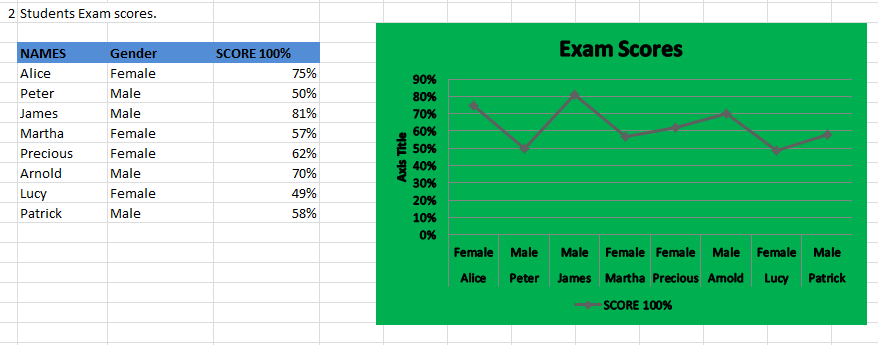 2 Students Exam scores.
NAMES Gender SCORE 100%
Alice Female 75%
Peter Male 50%
James Male 81%
Martha Female 57%
Precious Female 62%
Arnold Male 70%
Lucy Female 49%
Patrick Male 58%
Exam Scores
Axis Title
90%
80%
70%
60%
50%
40%
30%
20%
10%
0%
Female Male Male Female Female Male Female Male
Alice Peter James Martha Precious Arnold Lucy Patrick
SCORE 100%